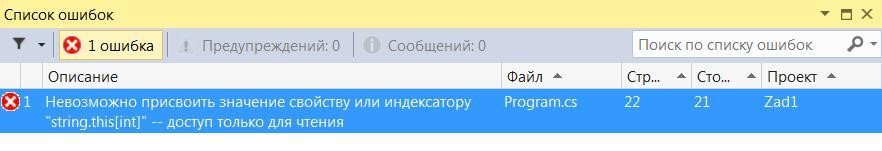 Список ошибок
1 ошибка Предупреждений: 0 Сообщений: 0 Поиск по списку ошибок
Описание Файл Стр... Сто... Проект
1 Невозможно присвоить значение свойству или индексатору Program.cs 22 21 Zad1
"string.this[int]" -- доступ только для чтения